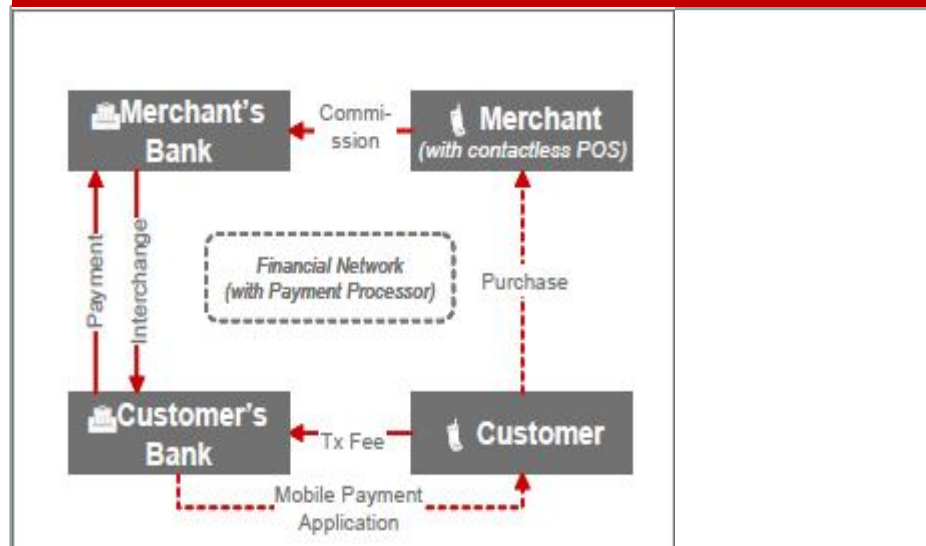 Merchant's
Bank
Commi-
ssion
Merchant
(with contactless POS)
Payment
Interchange
Financial Network
(with Payment Processor)
Purchase
Customer's
Bank
Tx Fee
Customer
Mobile Payment
Application